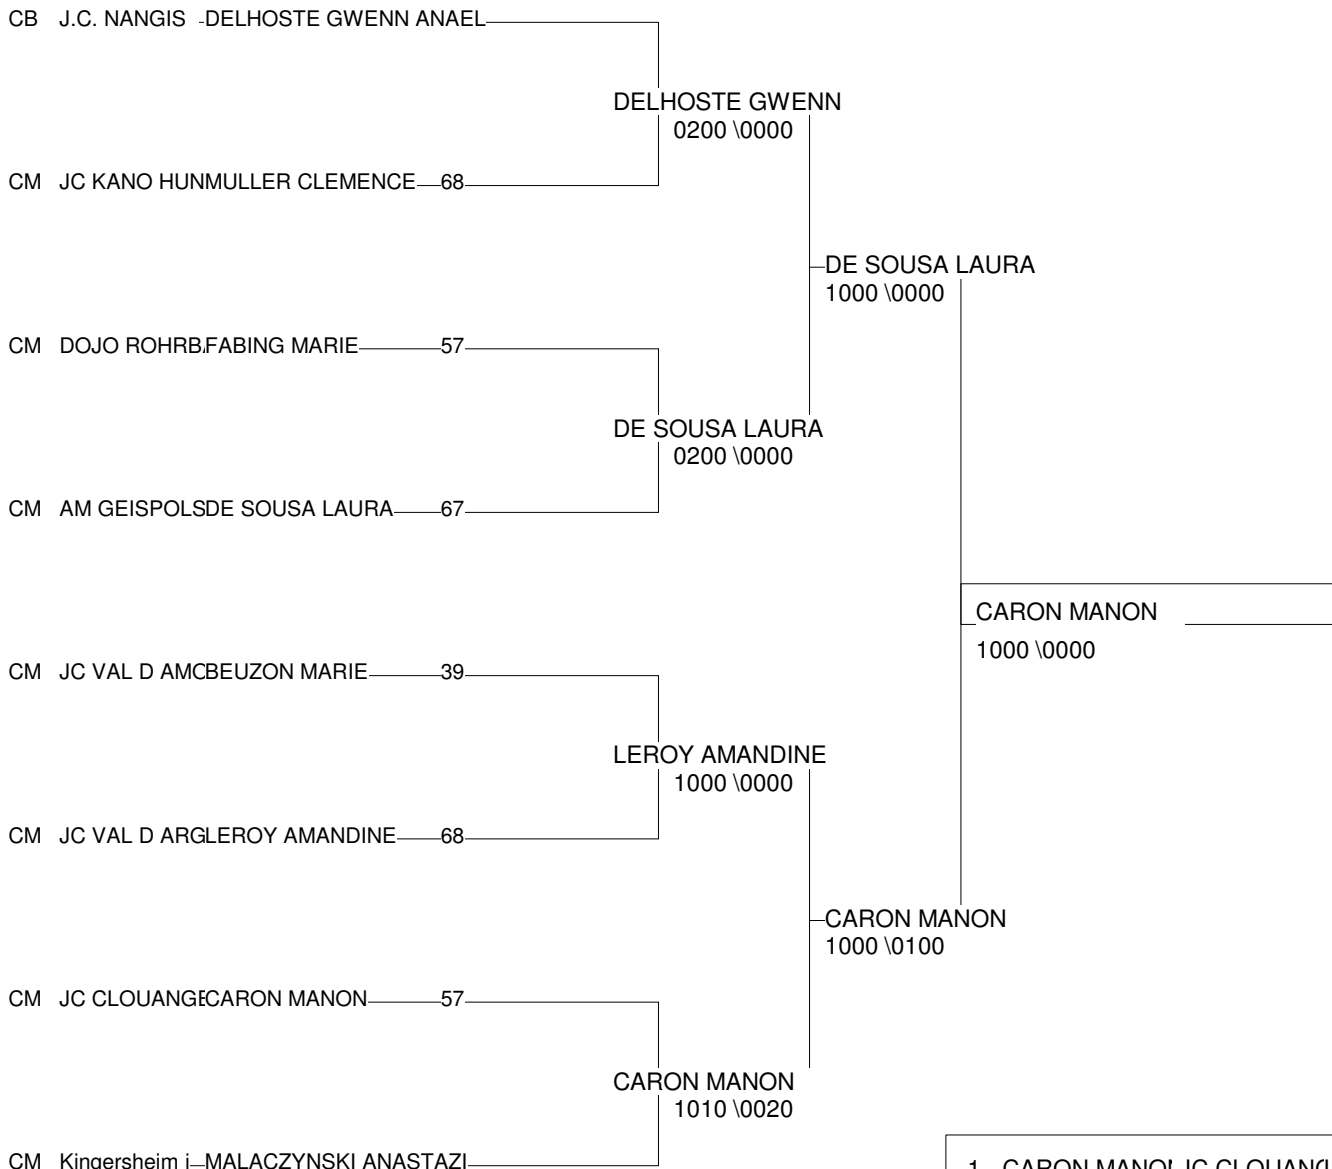 CB J.C. NANGIS DELHOSTE GWENN ANAEL
DELHOSTE GWENN
0200 \0000
CM JC KANO HUNMULLER CLEMENCE 68
DE SOUSA LAURA
1000 \0000
CM DOJO ROHRB FABING MARIE 57
DE SOUSA LAURA
0200 \0000
CM AM GEISPOLSDE SOUSA LAURA 67
CARON MANON
1000 \0000
CM JC VAL D AMOBEUZON MARIE 39
LEROY AMANDINE
1000 \0000
CM JC VAL D ARGLEROY AMANDINE 68
CARON MANON
1000 \0100
CM JC CLOUANGECARON MANON 57
CARON MANON
1010 \0020
CM Kingersheim j MALACZYNSKI ANASTAZI
1 CARON MANON JC CLOUANG